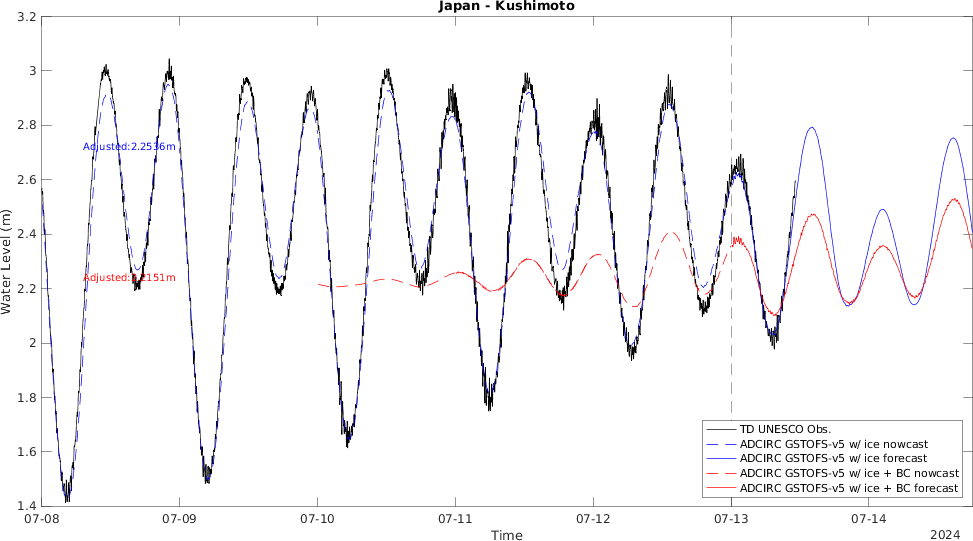 Japan - Kushimoto
3.2
3
2.8
2.6
2.4
2.2
2
1.8
1.6
1.4
Water Level (m)
Adjusted:2.2536m
TD UNESCO Obs.
ADCIRC GSTOFS-v5 w/ ice nowcast
ADCIRC GSTOFS-v5 w/ ice forecast
ADCIRC GSTOFS-v5 w/ ice + BC nowcast
ADCIRC GSTOFS-v5 w/ ice + BC forecast
07-08
07-09
07-10
07-11
07-12
07-13
07-14
Time
2024